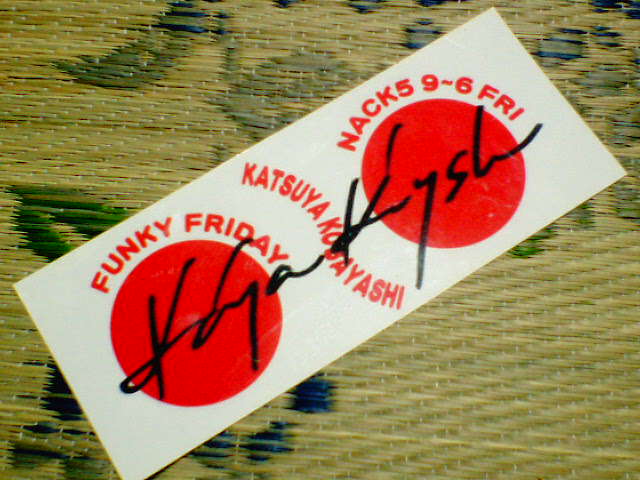 FUNKY FRIDAY
KATSUYA KOBAYASHI
NACK5 9~6 FRI